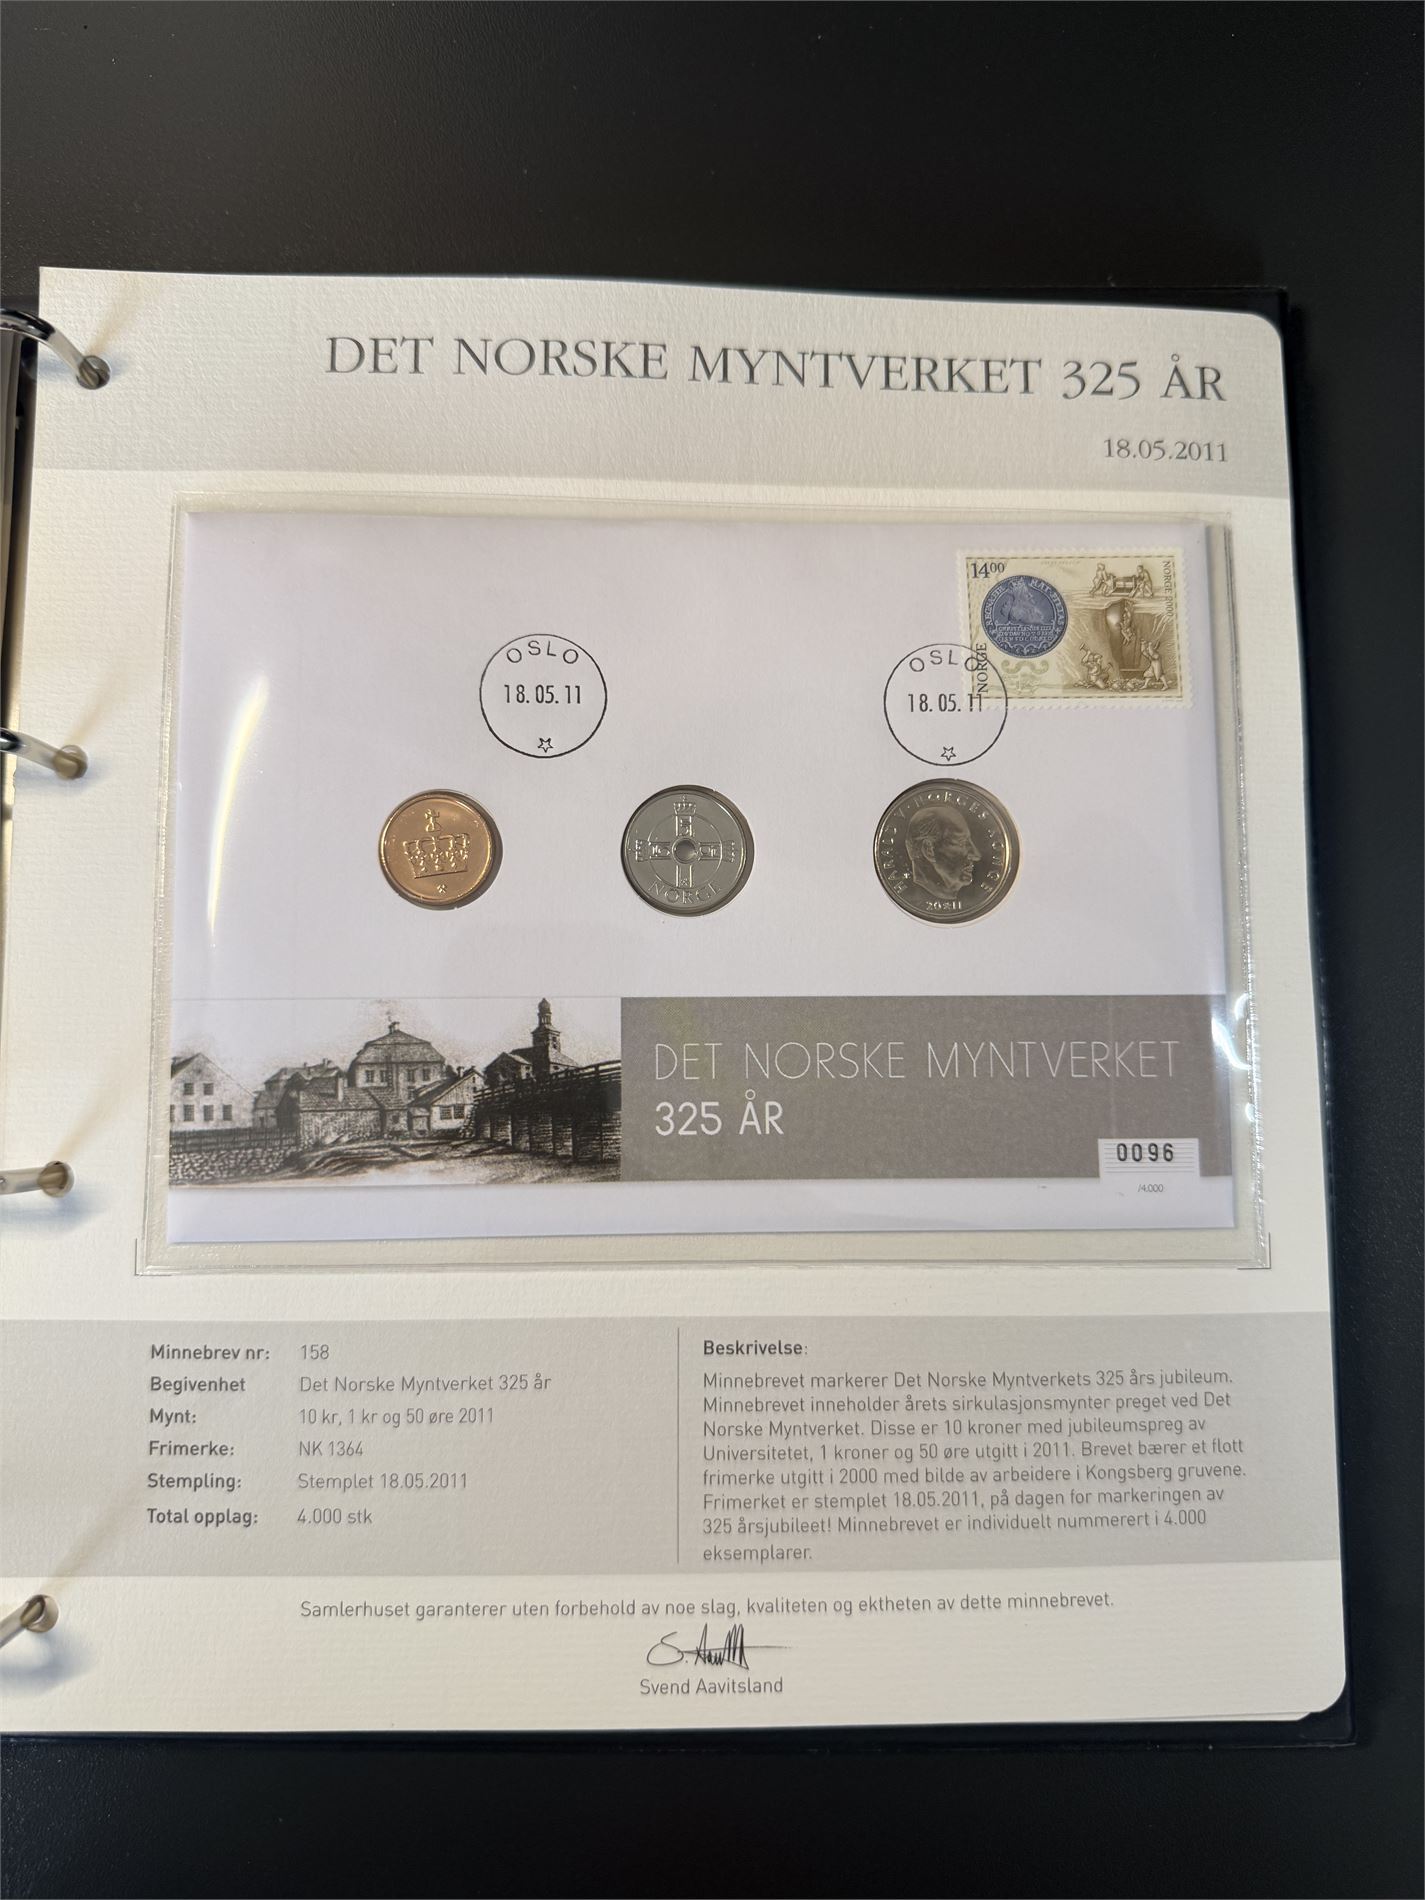 DET NORSKE MYNTVERKET 325 ÅR
18.05.2011
1400
NORGE 2000
NORGE
OSLO
18.05.11
OSLO
18.05.11
NORGE
HARALD V · NORGES KONGE
2011
DET NORSKE MYNTVERKET
325 ÅR
0096
/4.000
Minnebrev nr: 158
Begivenhet Det Norske Myntverket 325 år
Mynt: 10 kr, 1 kr og 50 øre 2011
Frimerke: NK 1364
Stempling: Stemplet 18.05.2011
Total opplag: 4.000 stk
Beskrivelse:
Minnebrevet markerer Det Norske Myntverkets 325 års jubileum.
Minnebrevet inneholder årets sirkulasjonsmynter preget ved Det
Norske Myntverket. Disse er 10 kroner med jubileumspreg av
Universitetet, 1 kroner og 50 øre utgitt i 2011. Brevet bærer et flott
frimerke utgitt i 2000 med bilde av arbeidere i Kongsberg gruvene.
Frimerket er stemplet 18.05.2011, på dagen for markeringen av
325 årsjubileet! Minnebrevet er individuelt nummerert i 4.000
eksemplarer.
Samlerhuset garanterer uten forbehold av noe slag, kvaliteten og ektheten av dette minnebrevet.
Svend Aavitsland